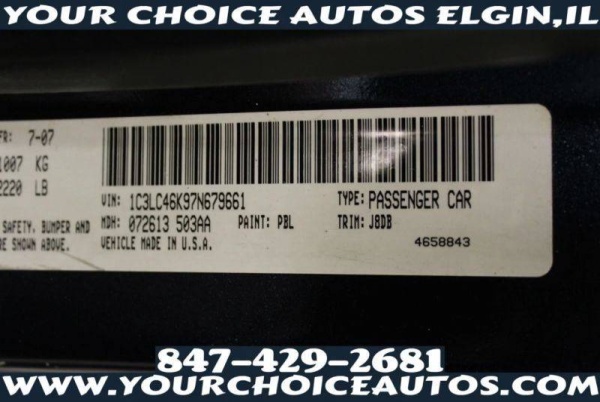 YOUR CHOICE AUTOS ELGIN,IL
FR: 7-07
1007 KG
2220 LB
VIN: 1C3LC46K97N679661
TYPE: PASSENGER CAR
SAFETY, BUMPER AND
MDH: 072613 503AA
PAINT: PBL
TRIM: J8DB
E SHOWN ABOVE.
VEHICLE MADE IN U.S.A.
4658843
847-429-2681
WWW.YOURCHOICEAUTOS.COM